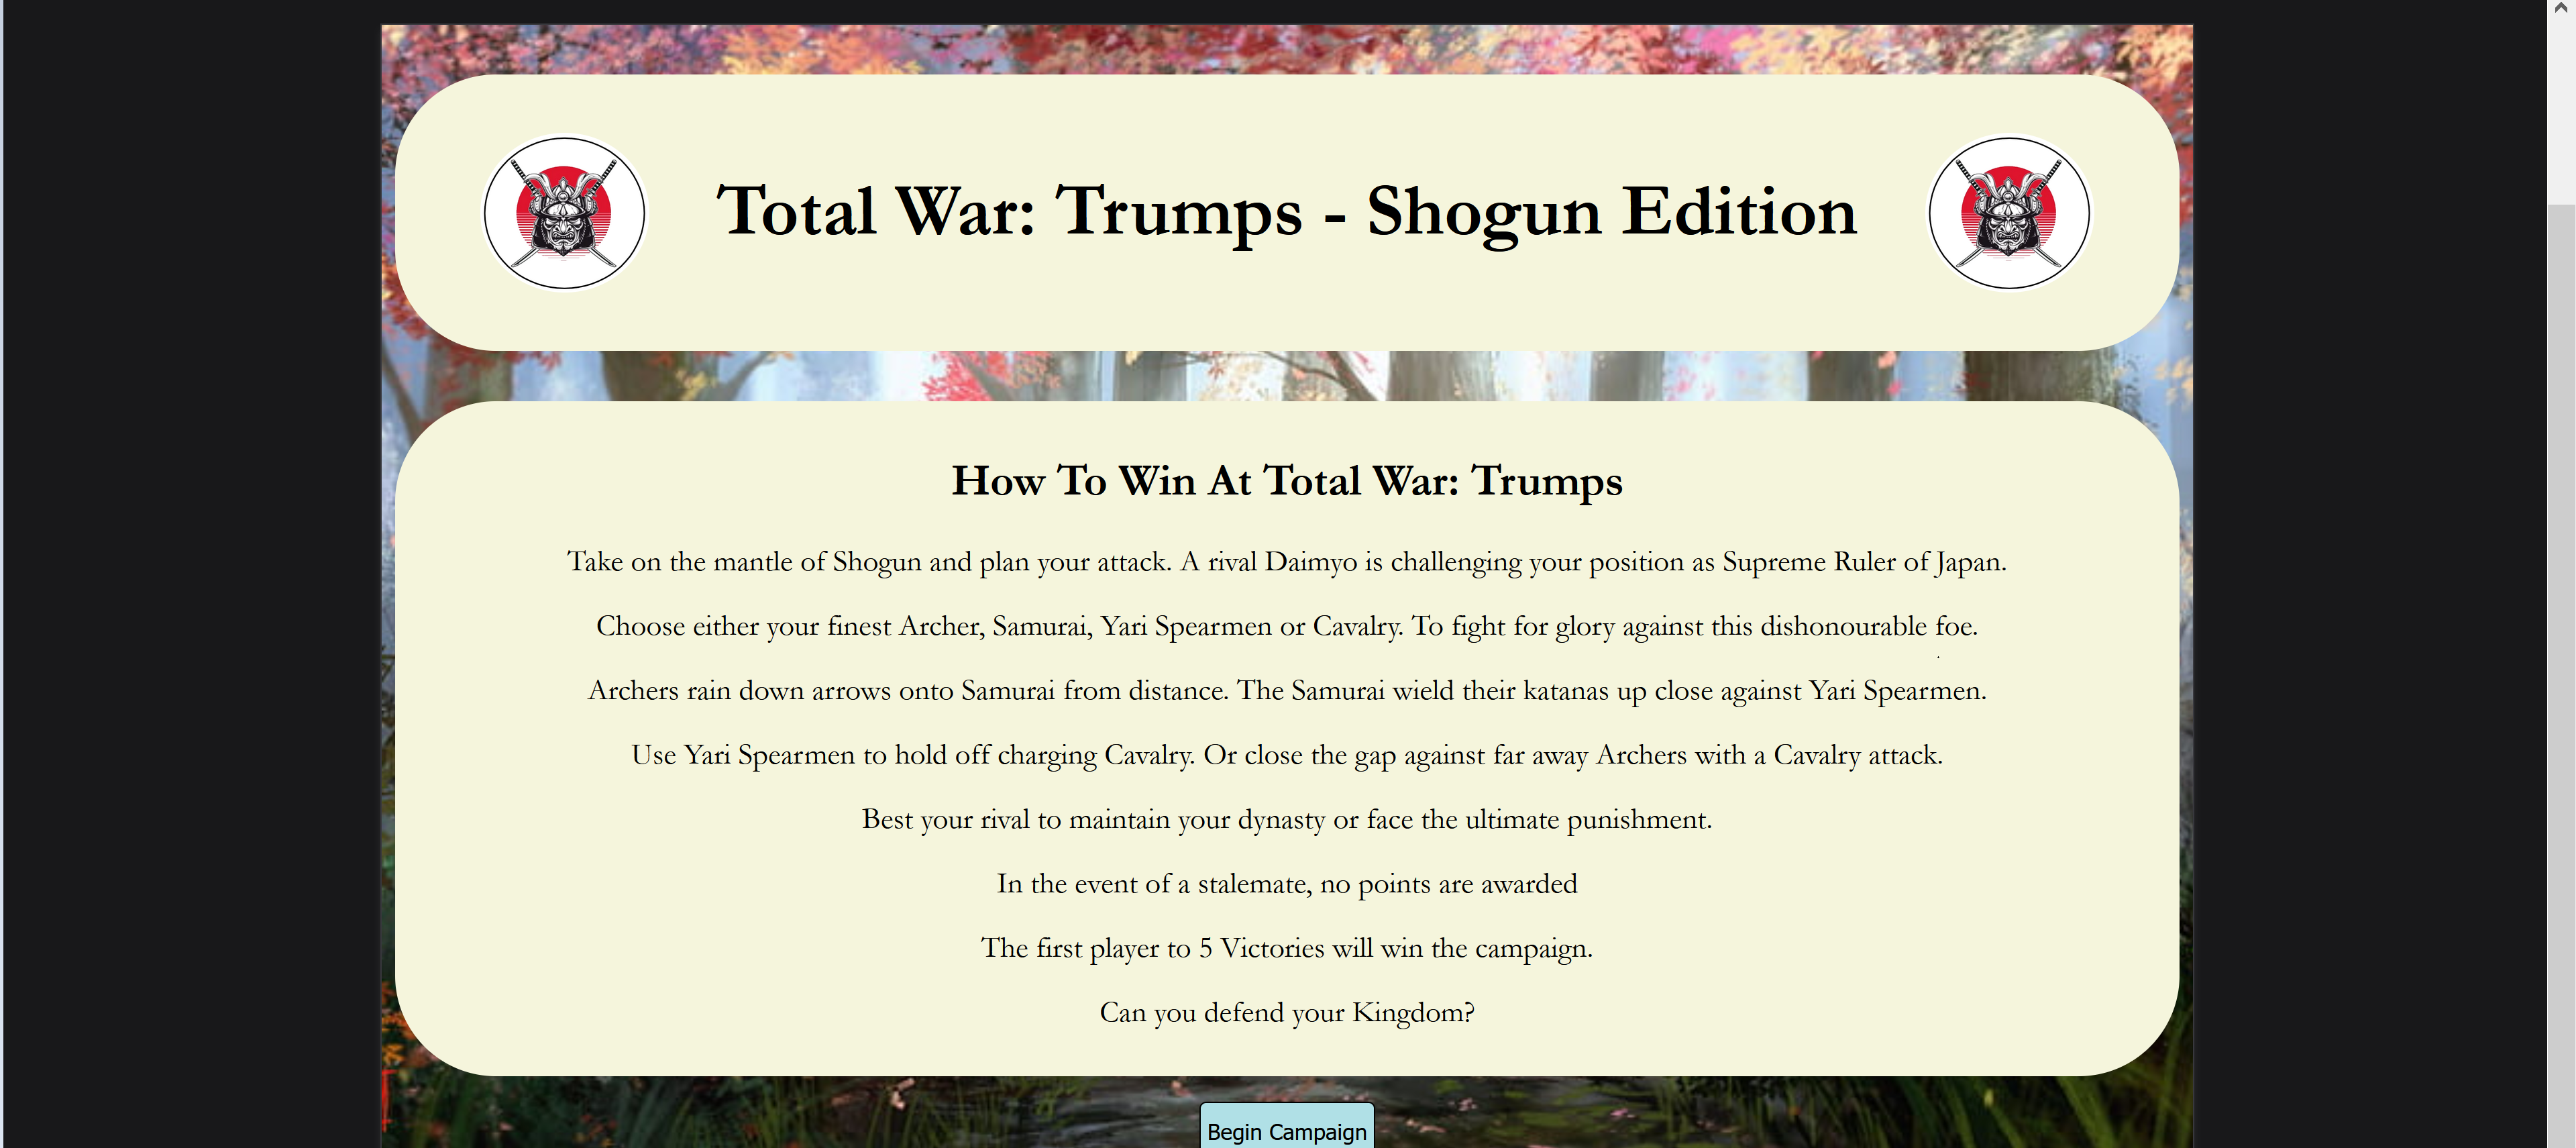 Total War: Trumps - Shogun Edition
How To Win At Total War: Trumps
Take on the mantle of Shogun and plan your attack. A rival Daimyo is challenging your position as Supreme Ruler of Japan.
Choose either your finest Archer, Samurai, Yari Spearmen or Cavalry. To fight for glory against this dishonourable foe.
Archers rain down arrows onto Samurai from distance. The Samurai wield their katanas up close against Yari Spearmen.
Use Yari Spearmen to hold off charging Cavalry. Or close the gap against far away Archers with a Cavalry attack.
Best your rival to maintain your dynasty or face the ultimate punishment.
In the event of a stalemate, no points are awarded
The first player to 5 Victories will win the campaign.
Can you defend your Kingdom?
Begin Campaign